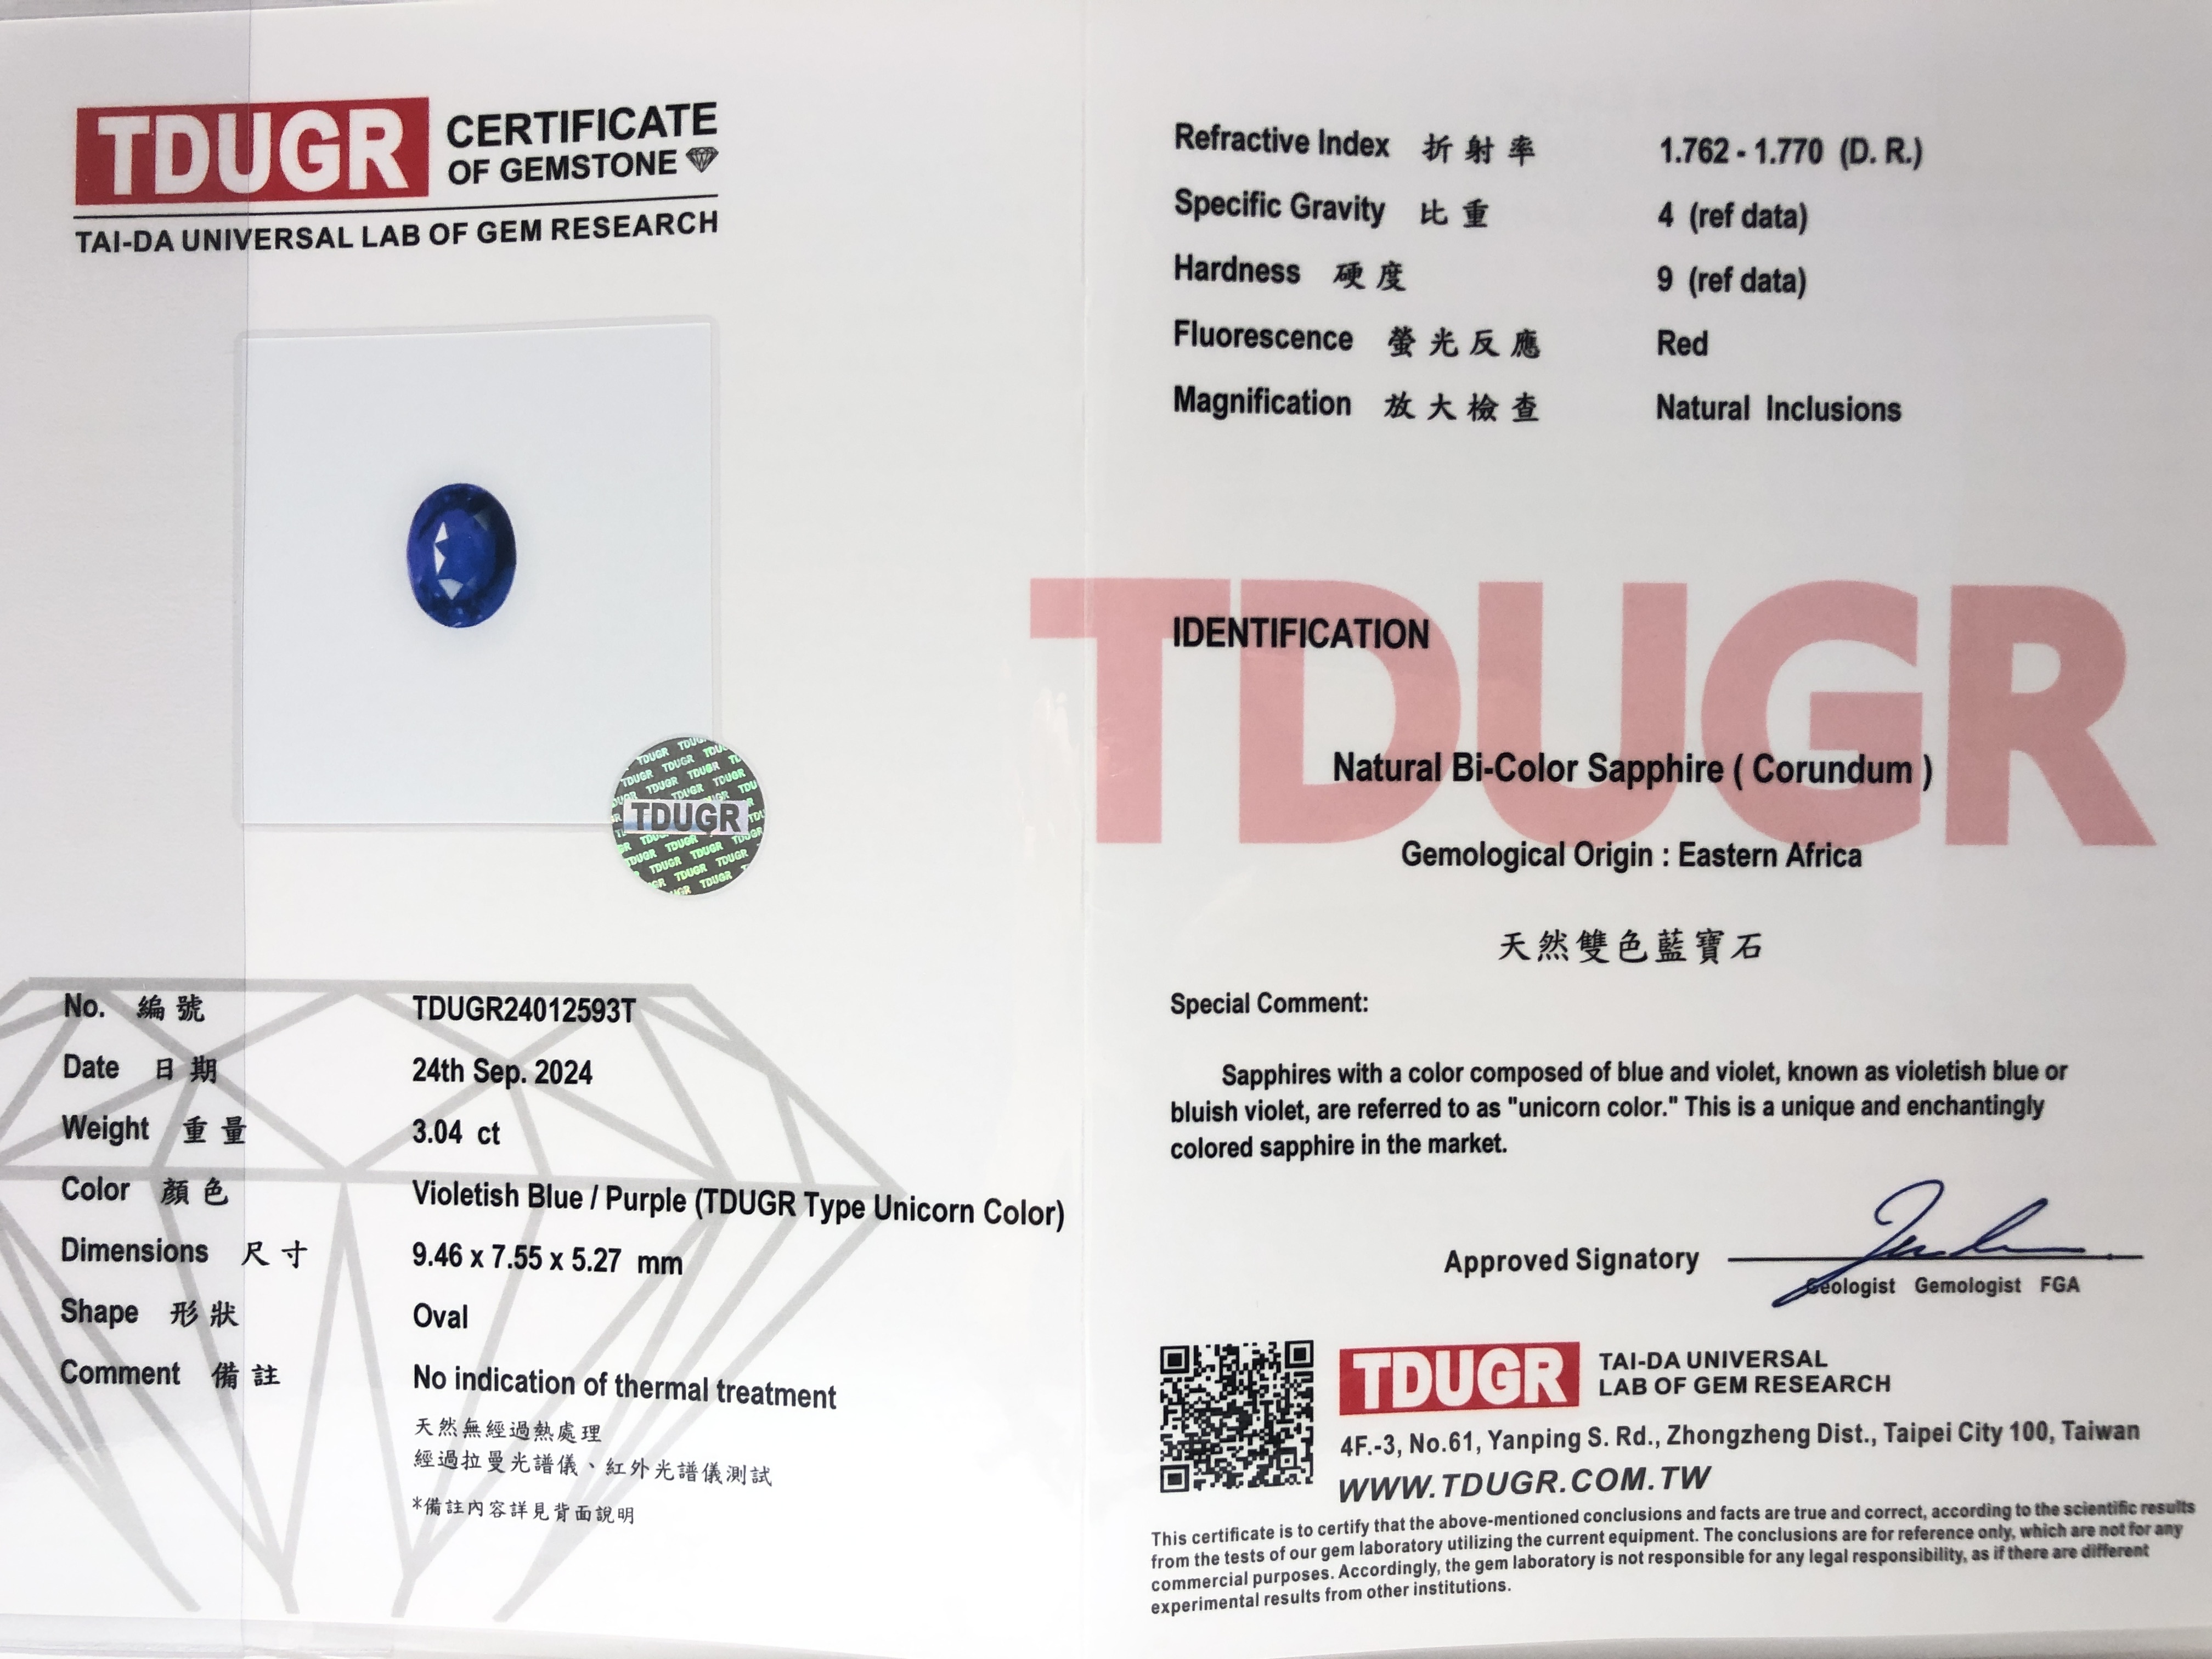 TDUGR
CERTIFICATE
OF GEMSTONE
TAI-DA UNIVERSAL LAB OF GEM RESEARCH
TDUGR
No. 編號 TDUGR24012593T
Date 日期 24th Sep. 2024
Weight 重量 3.04 ct
Color 顏色 Violetish Blue / Purple (TDUGR Type Unicorn Color)
Dimensions 尺寸 9.46 x 7.55 x 5.27 mm
Shape 形狀 Oval
Comment 備註 No indication of thermal treatment
天然無經過熱處理
經過拉曼光譜儀、紅外光譜儀測試
*備註內容詳見背面說明
Refractive Index 折射率 1.762 - 1.770 (D. R.)
Specific Gravity 比重 4 (ref data)
Hardness 硬度 9 (ref data)
Fluorescence 螢光反應 Red
Magnification 放大檢查 Natural Inclusions
TDUGR
IDENTIFICATION
Natural Bi-Color Sapphire ( Corundum )
Gemological Origin : Eastern Africa
天然雙色藍寶石
Special Comment:
Sapphires with a color composed of blue and violet, known as violetish blue or
bluish violet, are referred to as "unicorn color." This is a unique and enchantingly
colored sapphire in the market.
Approved Signatory
Geologist Gemologist FGA
TDUGR
TAI-DA UNIVERSAL
LAB OF GEM RESEARCH
4F.-3, No.61, Yanping S. Rd., Zhongzheng Dist., Taipei City 100, Taiwan
WWW.TDUGR.COM.TW
This certificate is to certify that the above-mentioned conclusions and facts are true and correct, according to the scientific results
from the tests of our gem laboratory utilizing the current equipment. The conclusions are for reference only, which are not for any
commercial purposes. Accordingly, the gem laboratory is not responsible for any legal responsibility, as if there are different
experimental results from other institutions.